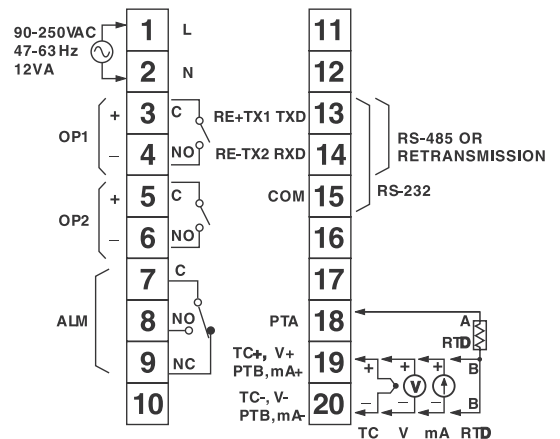 90-250VAC
47-63Hz
12VA
1 L
2 N
OP1
+ 3 C
– 4 NO
OP2
+ 5 C
– 6 NO
ALM
7 C
8 NO
9 NC
10
11
12
RE+TX1 TXD 13
RE-TX2 RXD 14
RS-485 OR
RETRANSMISSION
COM 15
RS-232
16
17
PTA 18
A
RTD
TC+, V+
PTB, mA+
19
+ + + B
V
TC-, V-
PTB, mA-
20
– – – B
TC V mA RTD